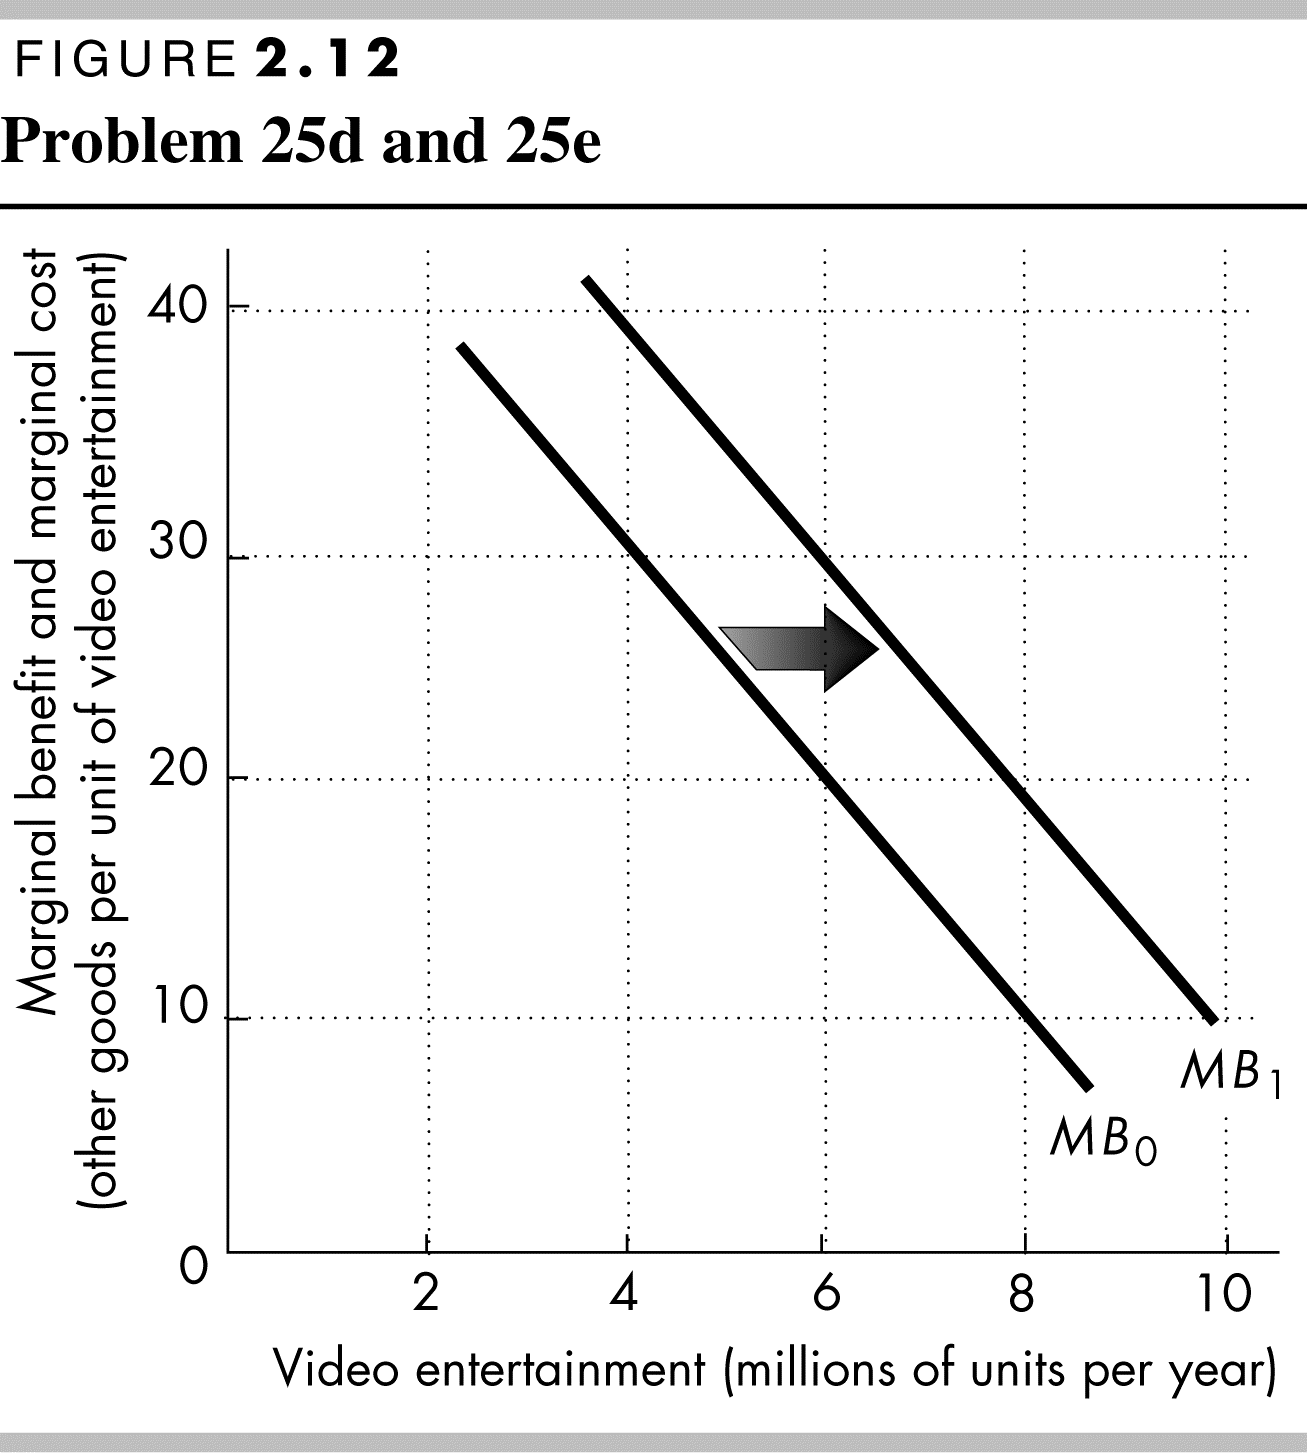 FIGURE 2.12
Problem 25d and 25e
Marginal benefit and marginal cost
(other goods per unit of video entertainment)
40
30
20
10
0
MB1
MB0
2 4 6 8 10
Video entertainment (millions of units per year)